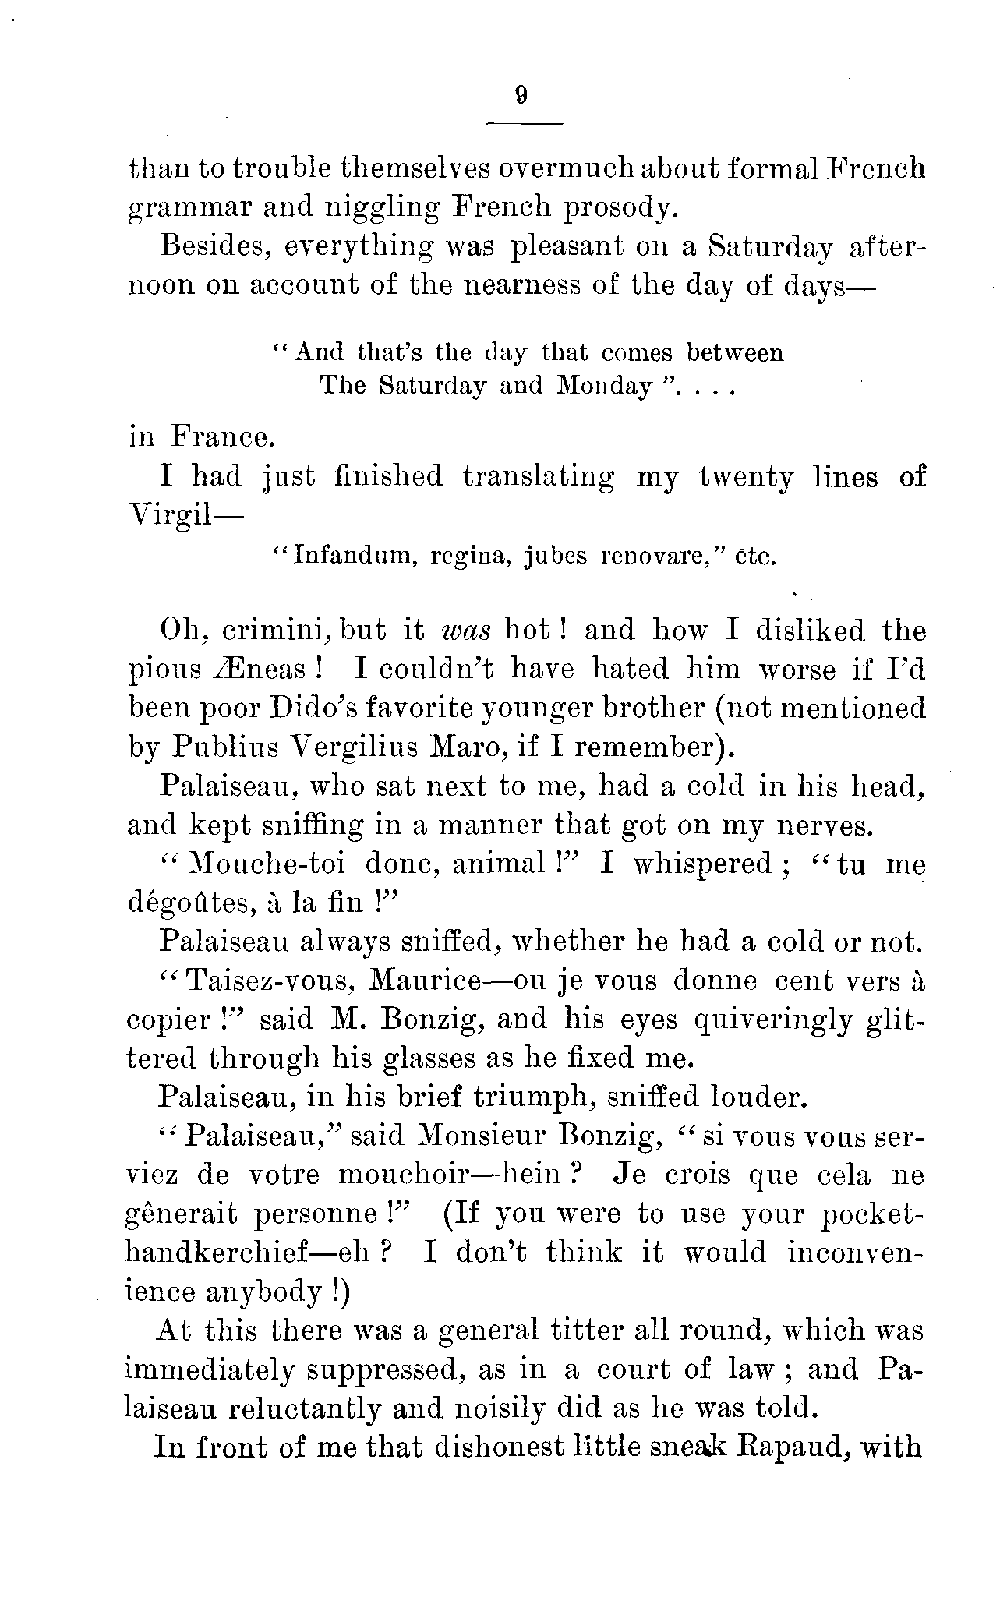 9
than to trouble themselves overmuch about formal French
grammar and niggling French prosody.
Besides, everything was pleasant on a Saturday after-
noon on account of the nearness of the day of days—
“And that’s the day that comes between
The Saturday and Monday”. . . .
in France.
I had just finished translating my twenty lines of
Virgil—
“Infandum, regina, jubes renovare,” etc.
Oh, crimini, but it was hot! and how I disliked the
pious Æneas! I couldn’t have hated him worse if I’d
been poor Dido’s favorite younger brother (not mentioned
by Publius Vergilius Maro, if I remember).
Palaiseau, who sat next to me, had a cold in his head,
and kept sniffing in a manner that got on my nerves.
“Mouche-toi donc, animal!” I whispered; “tu me
dégoûtes, à la fin!”
Palaiseau always sniffed, whether he had a cold or not.
“Taisez-vous, Maurice—ou je vous donne cent vers à
copier!” said M. Bonzig, and his eyes quiveringly glit-
tered through his glasses as he fixed me.
Palaiseau, in his brief triumph, sniffed louder.
“Palaiseau,” said Monsieur Bonzig, “si vous vous ser-
viez de votre mouchoir—hein? Je crois que cela ne
gênerait personne!” (If you were to use your pocket-
handkerchief—eh? I don’t think it would inconven-
ience anybody!)
At this there was a general titter all round, which was
immediately suppressed, as in a court of law; and Pa-
laiseau reluctantly and noisily did as he was told.
In front of me that dishonest little sneak Rapaud, with